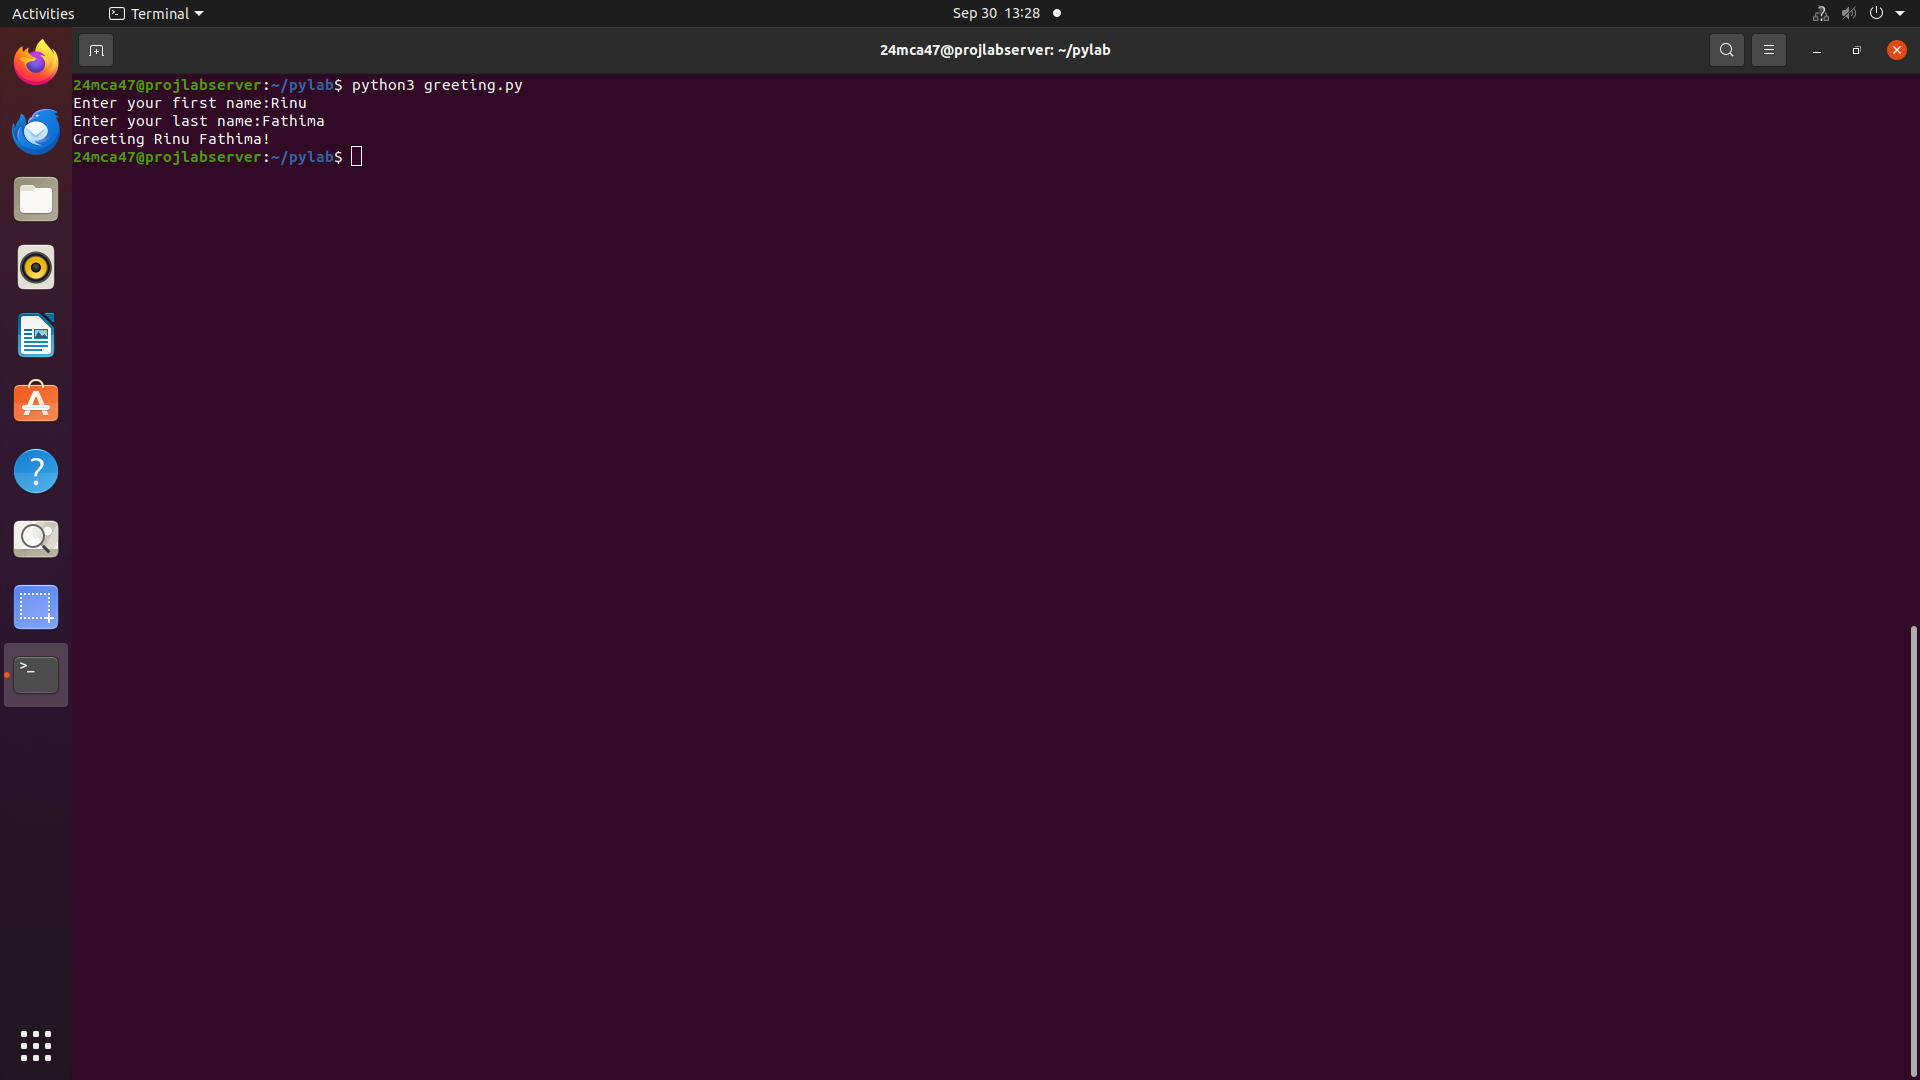 Activities
Terminal
Sep 30 13:28
24mca47@projlabserver: ~/pylab
24mca47@projlabserver:~/pylab$ python3 greeting.py
Enter your first name:Rinu
Enter your last name:Fathima
Greeting Rinu Fathima!
24mca47@projlabserver:~/pylab$